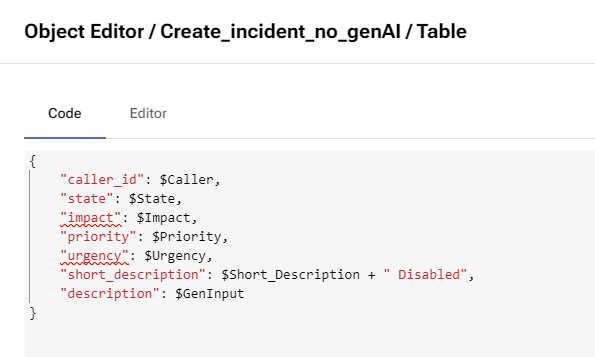 Object Editor / Create_incident_no_genAI / Table
Code Editor
{
"caller_id": $Caller,
"state": $State,
"impact": $Impact,
"priority": $Priority,
"urgency": $Urgency,
"short_description": $Short_Description + " Disabled",
"description": $GenInput
}